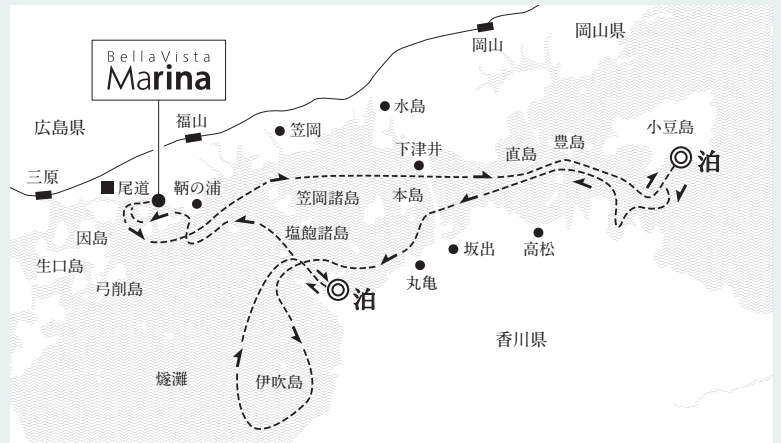 岡山県
岡山
BellaVista
Marina
広島県
福山
水島
笠岡
小豆島
泊
豊島
直島
下津井
三原
尾道
鞆の浦
笠岡諸島
本島
塩飽諸島
因島
生口島
弓削島
高松
坂出
丸亀
泊
香川県
燧灘
伊吹島